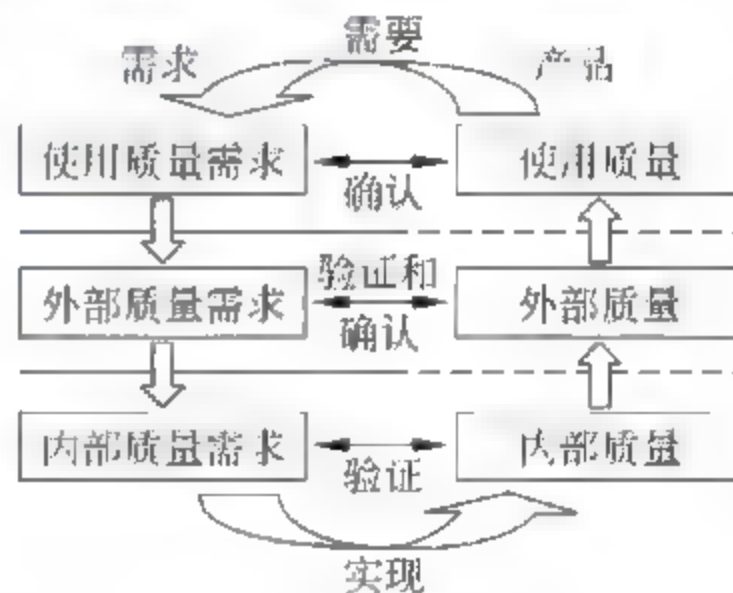 需要
需求
产品
使用质量需求
确认
使用质量
外部质量需求
验证和
确认
外部质量
内部质量需求
验证
内部质量
实现